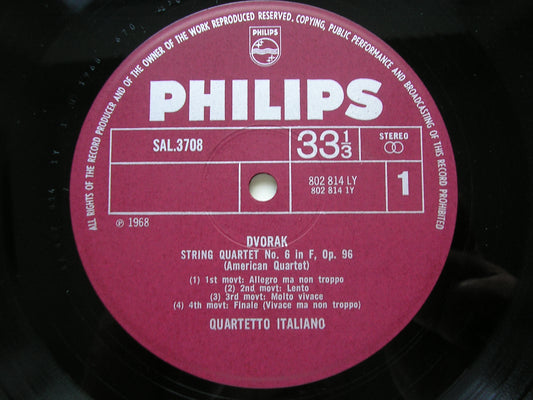 ALL RIGHTS OF THE RECORD PRODUCER AND OF THE OWNER OF THE WORK REPRODUCED RESERVED, COPYING, PUBLIC PERFORMANCE AND BROADCASTING OF THIS RECORD PROHIBITED
PHILIPS
PHILIPS
SAL.3708
33⅓
STEREO
802 814 LY
802 814 1Y
1
℗ 1968
DVORAK
STRING QUARTET No. 6 in F, Op. 96
(American Quartet)
(1) 1st movt: Allegro ma non troppo
(2) 2nd movt: Lento
(3) 3rd movt: Molto vivace
(4) 4th movt: Finale (Vivace ma non troppo)
QUARTETTO ITALIANO